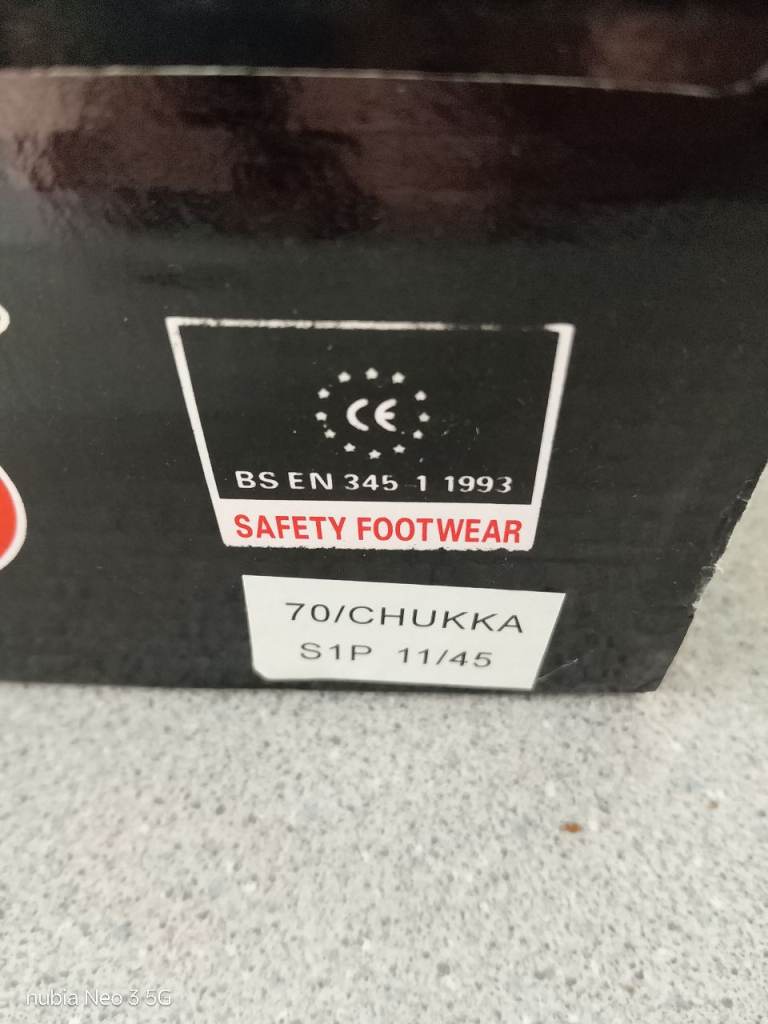 CE
BS EN 345 1 1993
SAFETY FOOTWEAR
70/CHUKKA
S1P 11/45
nubia Neo 3 5G